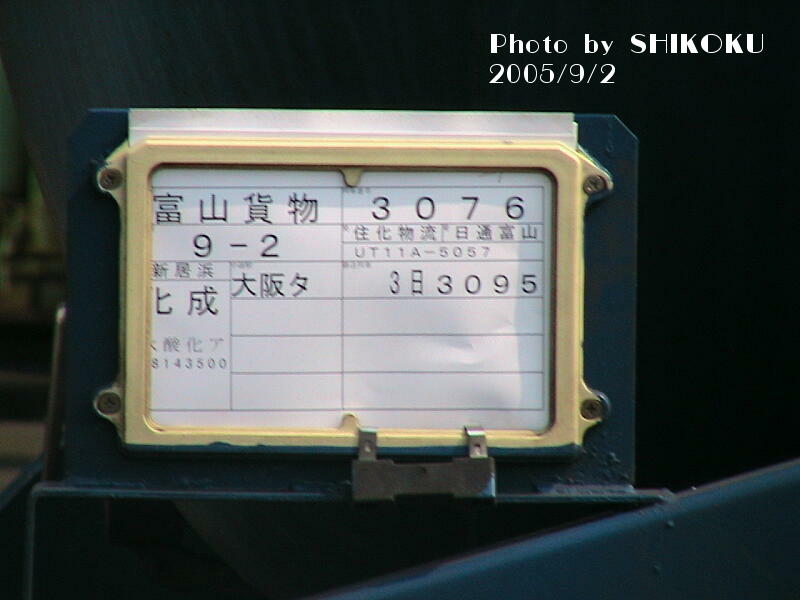 Photo by SHIKOKU
2005/9/2
富山貨物 3076
9-2 住化物流 日通富山
UT11A-5057
新居浜
化成 大阪タ 3日3095
酸化ア
8143500